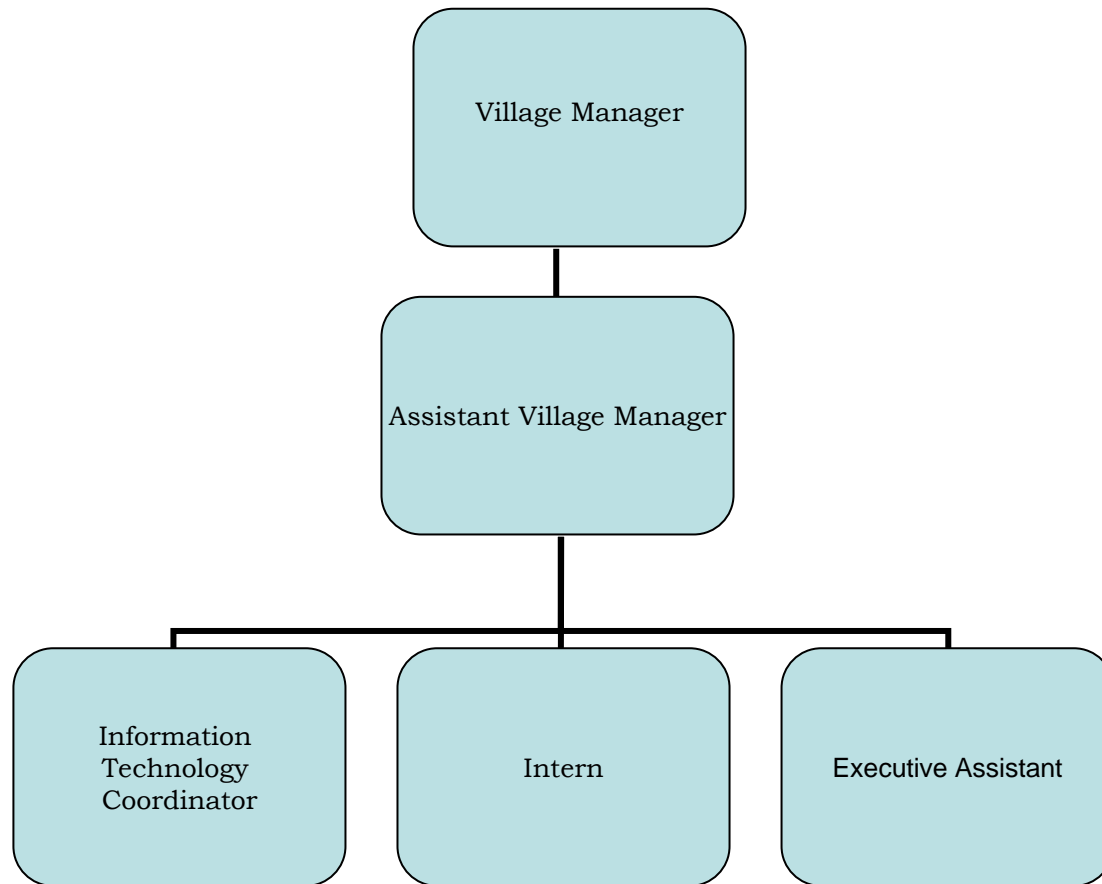 Village Manager
Assistant Village Manager
Information
Technology
Coordinator
Intern
Executive Assistant